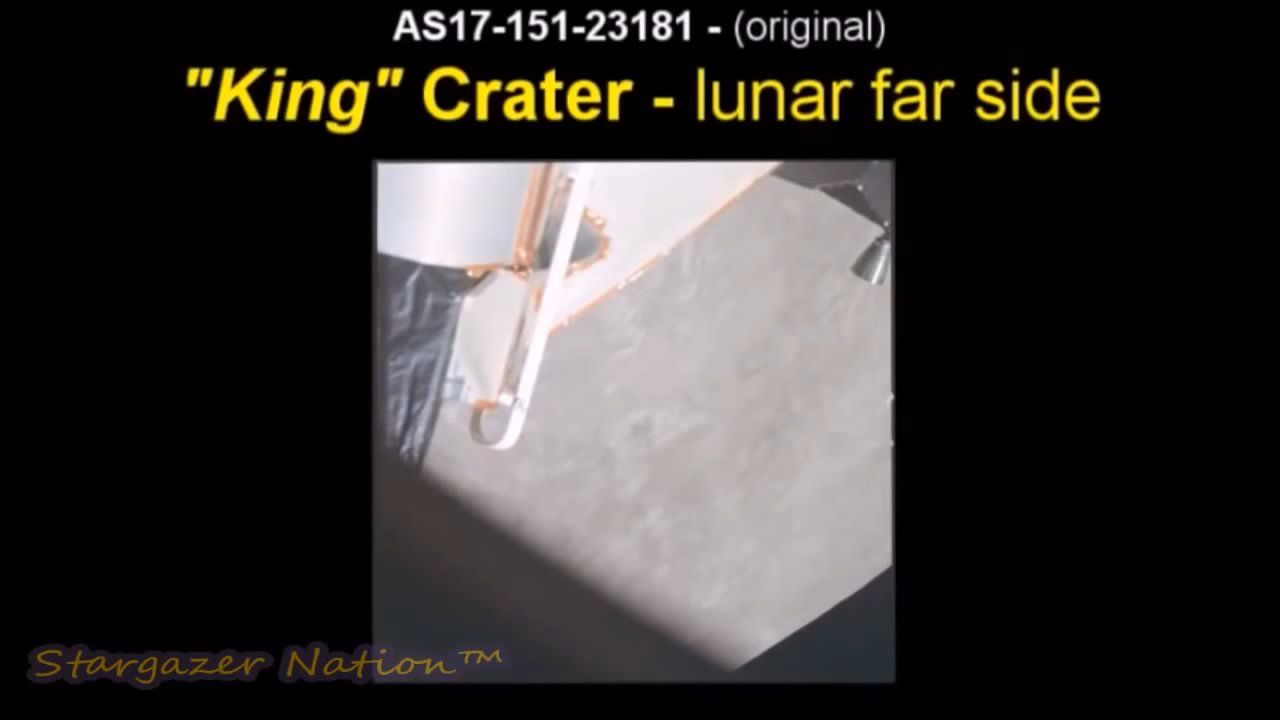 AS17-151-23181 - (original)
"King" Crater - lunar far side
Stargazer Nation™